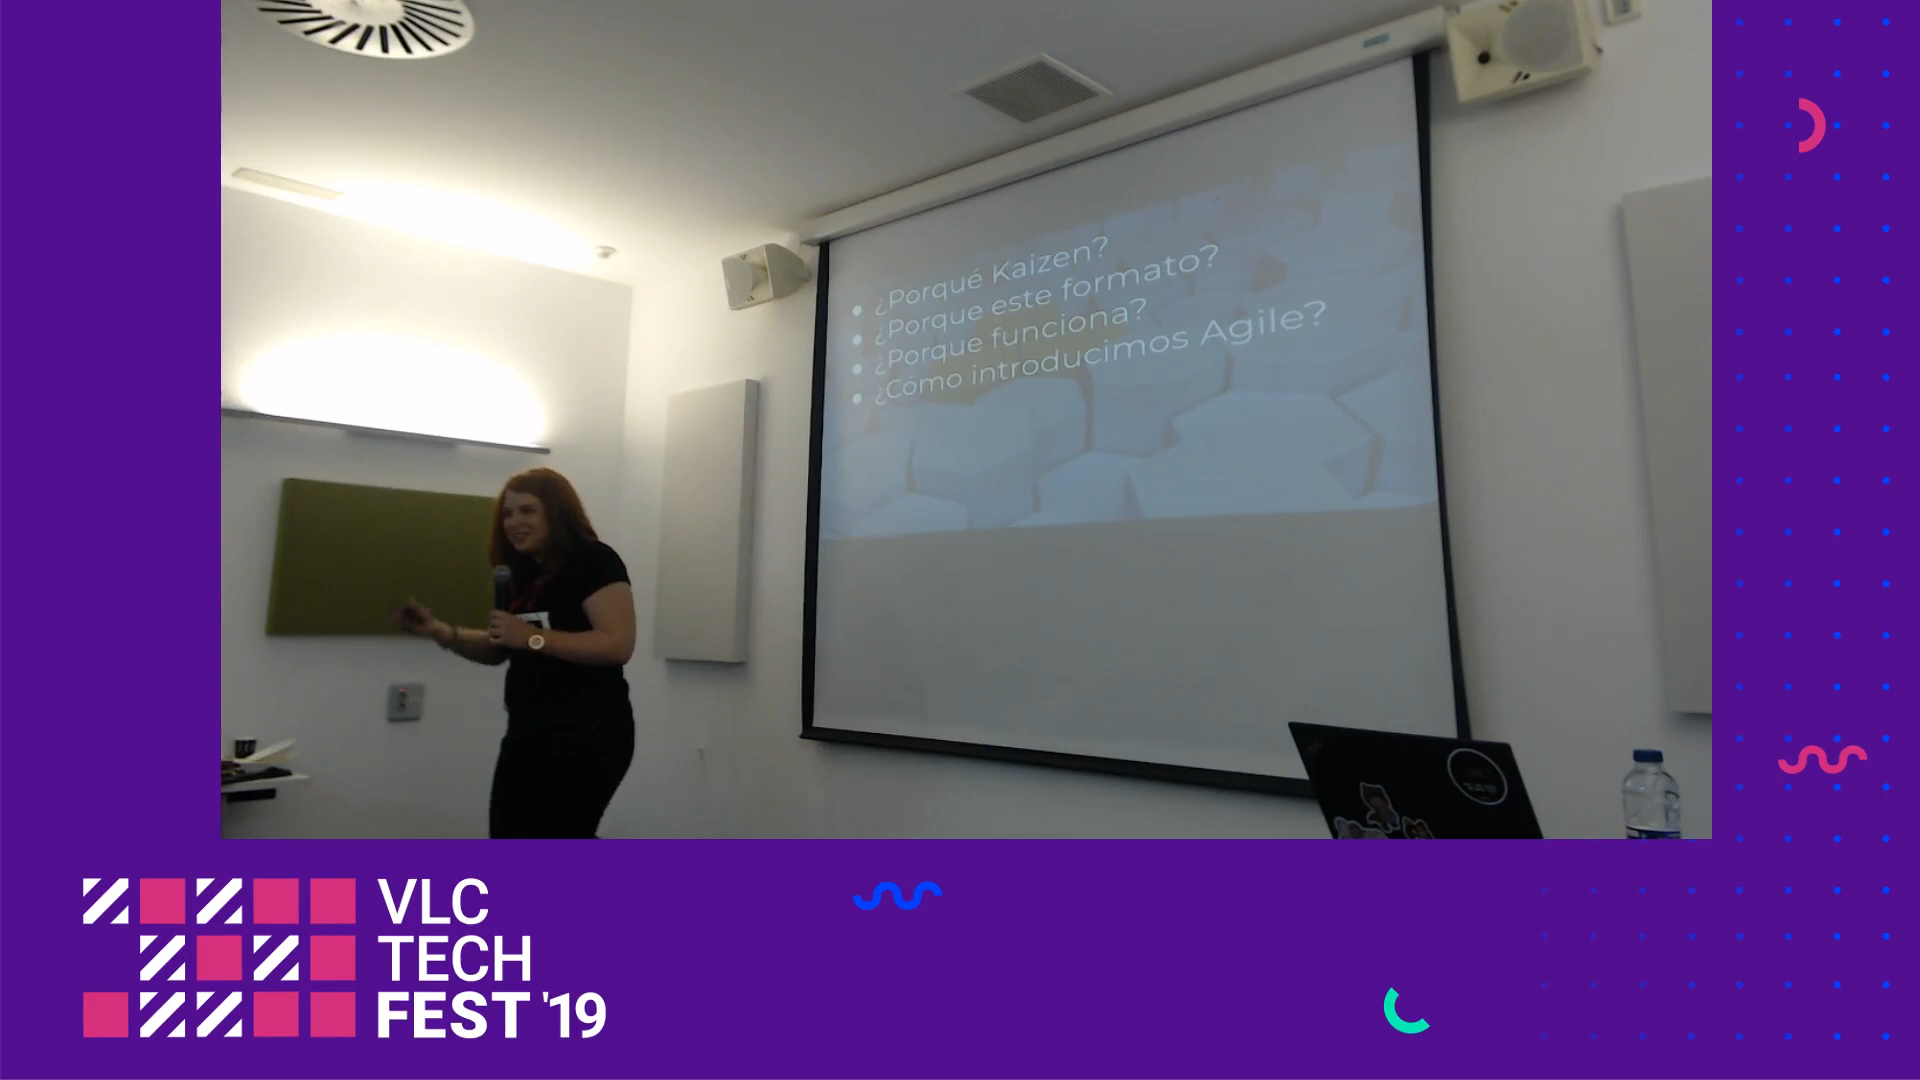 ¿Porqué Kaizen?
¿Porque este formato?
¿Porque funciona?
¿Cómo introducimos Agile?
VLC
TECH
FEST '19